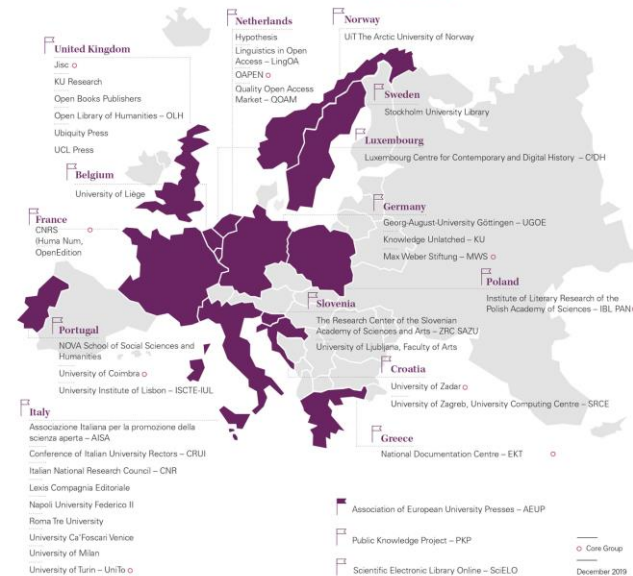 United Kingdom
Jisc
KU Research
Open Books Publishers
Open Library of Humanities – OLH
Ubiquity Press
UCL Press
Netherlands
Hypothesis
Linguistics in Open
Access – LingOA
OAPEN
Quality Open Access
Market – QOAM
Norway
UiT The Arctic University of Norway
Sweden
Stockholm University Library
Luxembourg
Luxembourg Centre for Contemporary and Digital History – C²DH
Belgium
University of Liège
Germany
Georg-August-University Göttingen – UGOE
Knowledge Unlatched – KU
Max Weber Stiftung – MWS
France
CNRS
(Huma Num,
OpenEdition
Poland
Institute of Literary Research of the
Polish Academy of Sciences – IBL PAN
Slovenia
The Research Center of the Slovenian
Academy of Sciences and Arts – ZRC SAZU
University of Ljubljana, Faculty of Arts
Portugal
NOVA School of Social Sciences and
Humanities
University of Coimbra
University Institute of Lisbon – ISCTE-IUL
Croatia
University of Zadar
University of Zagreb, University Computing Centre – SRCE
Italy
Associazione Italiana per la promozione della
scienza aperta – AISA
Conference of Italian University Rectors – CRUI
Italian National Research Council – CNR
Lexis Compagnia Editoriale
Napoli University Federico II
Roma Tre University
University Ca'Foscari Venice
University of Milan
University of Turin – UniTo
Greece
National Documentation Centre – EKT
Association of European University Presses – AEUP
Public Knowledge Project – PKP
Scientific Electronic Library Online – SciELO
Core Group
December 2019